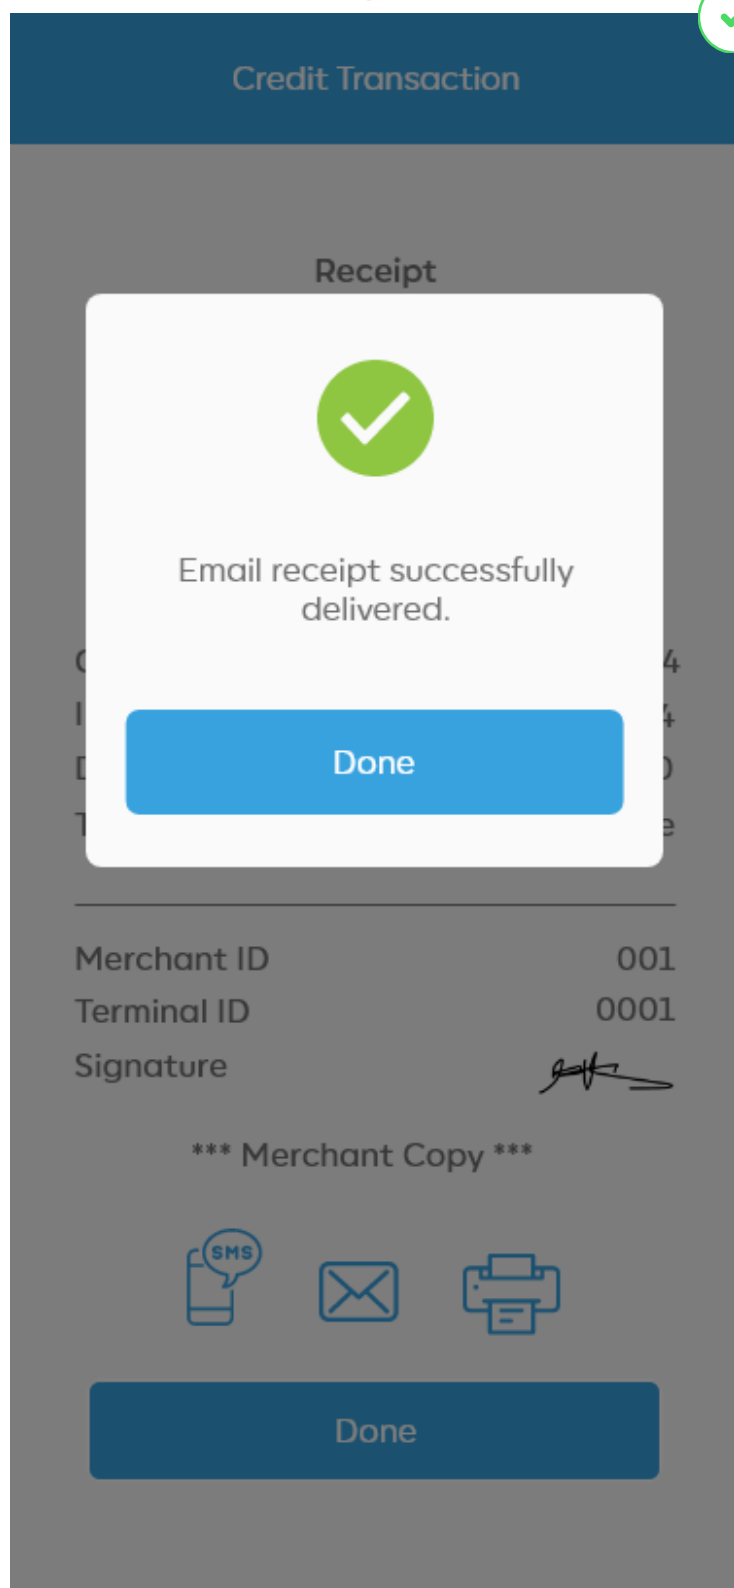 Credit Transaction
Receipt
Email receipt successfully
delivered.
Done
Merchant ID 001
Terminal ID 0001
Signature
*** Merchant Copy ***
SMS
Done